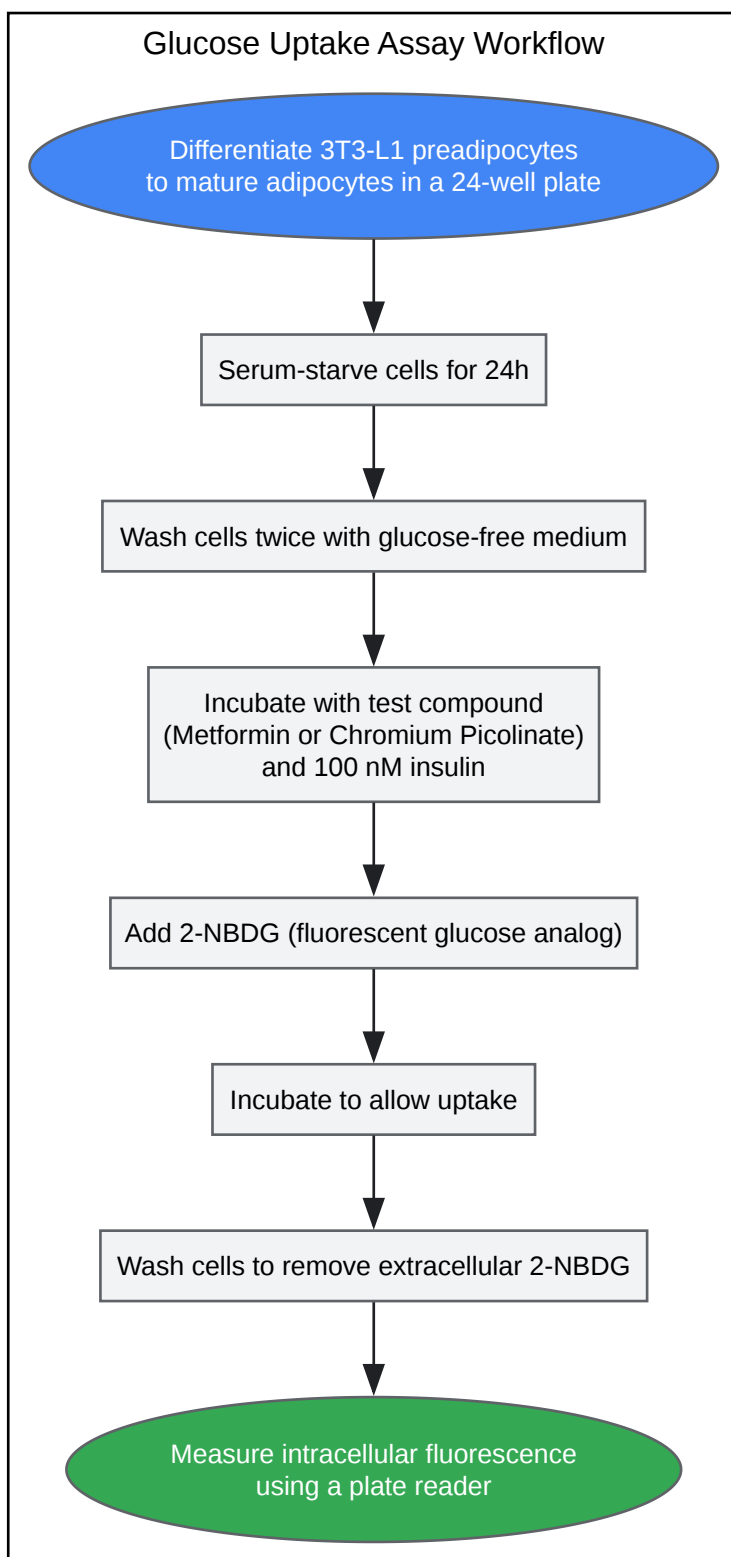 Glucose Uptake Assay Workflow
Differentiate 3T3-L1 preadipocytes
to mature adipocytes in a 24-well plate
Serum-starve cells for 24h
Wash cells twice with glucose-free medium
Incubate with test compound
(Metformin or Chromium Picolinate)
and 100 nM insulin
Add 2-NBDG (fluorescent glucose analog)
Incubate to allow uptake
Wash cells to remove extracellular 2-NBDG
Measure intracellular fluorescence
using a plate reader